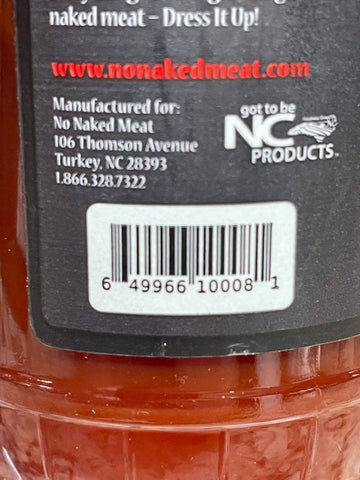 naked meat – Dress It Up!
www.nonakedmeat.com
Manufactured for:
No Naked Meat
106 Thomson Avenue
Turkey, NC 28393
1.866.328.7322
got to be
NC
PRODUCTS™
6 49966 10008 1